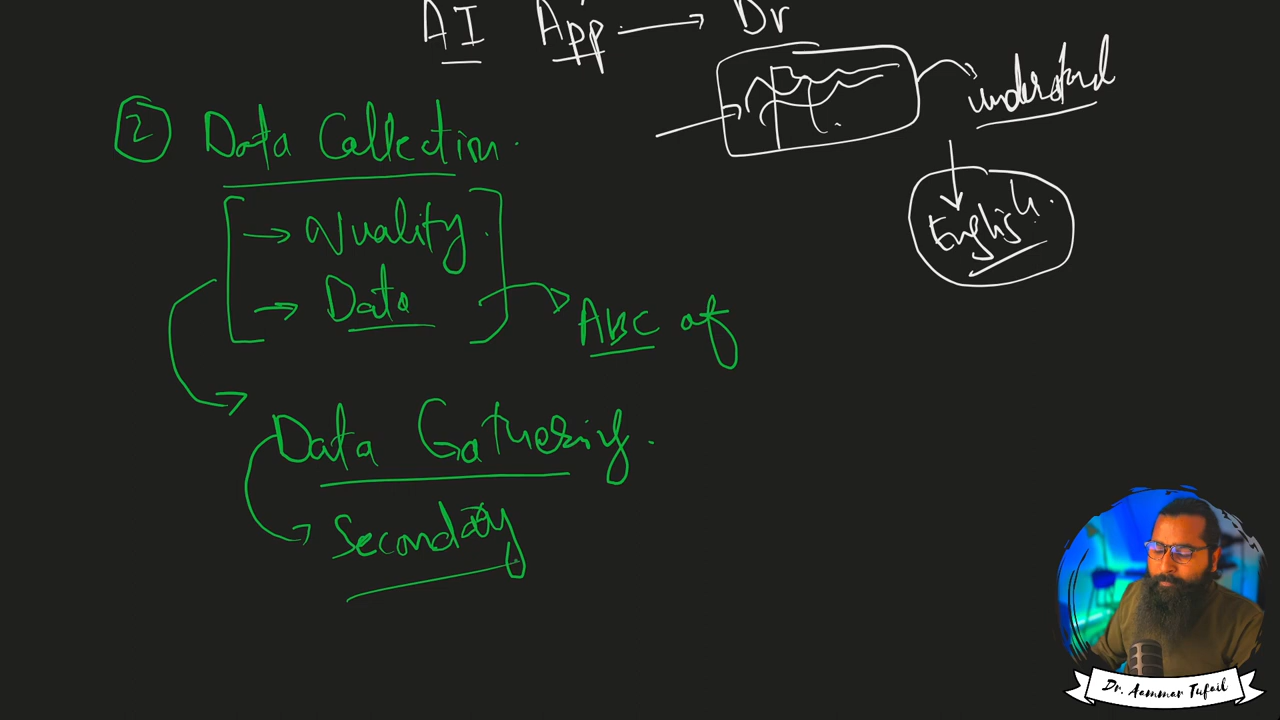 AI App → Dr
understand
English.
② Data Collection.
→ Quality.
→ Data
ABC of
Data Gathering.
Secondary
Dr. Aammar Tufail